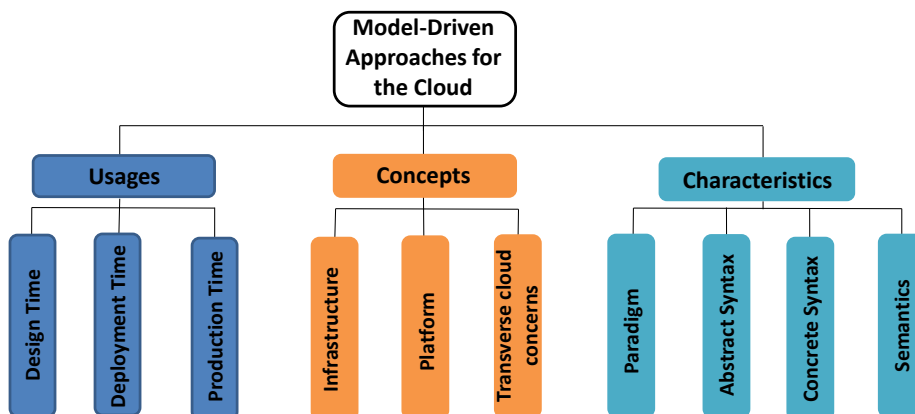 Model-Driven
Approaches for
the Cloud
Usages
Concepts
Characteristics
Design Time
Deployment Time
Production Time
Infrastructure
Platform
Transverse cloud
concerns
Paradigm
Abstract Syntax
Concrete Syntax
Semantics